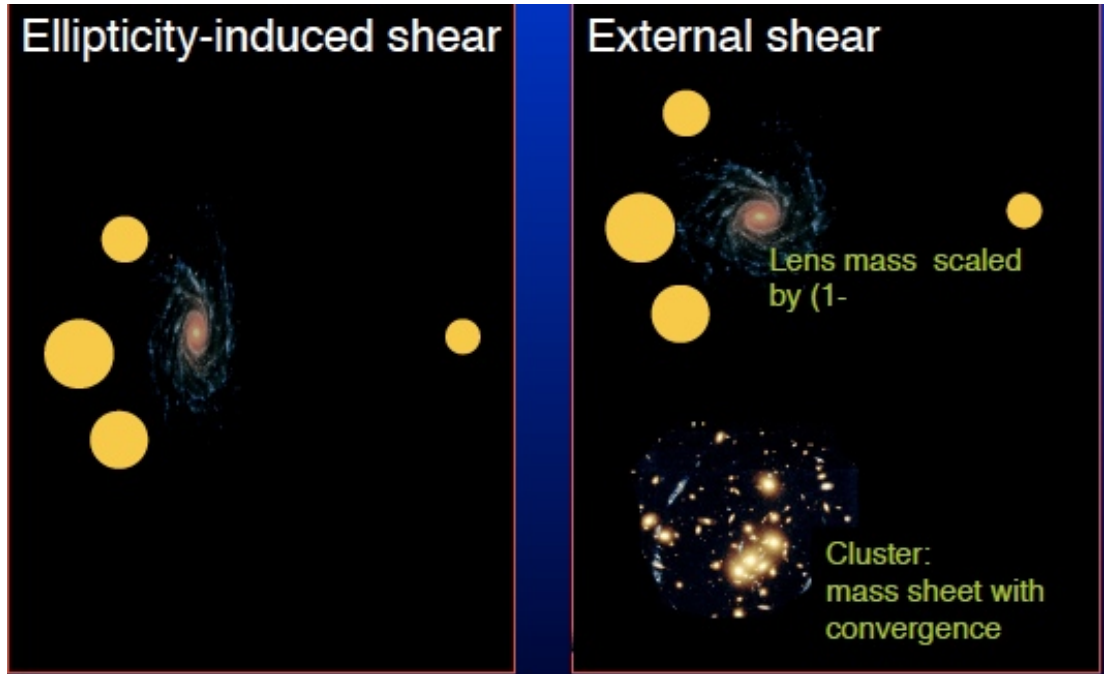 Ellipticity-induced shear
External shear
Lens mass scaled
by (1-
Cluster:
mass sheet with
convergence